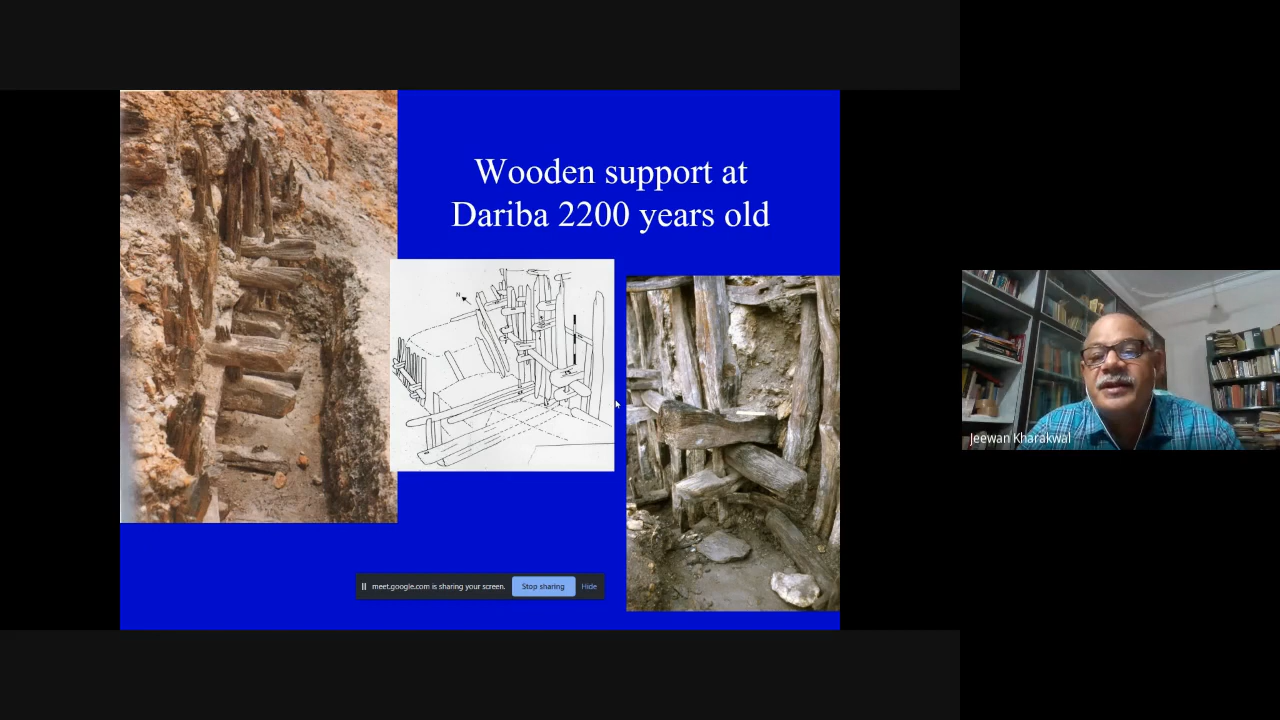 Wooden support at
Dariba 2200 years old
N
meet.google.com is sharing your screen. Stop sharing Hide
Jeewan Kharakwal